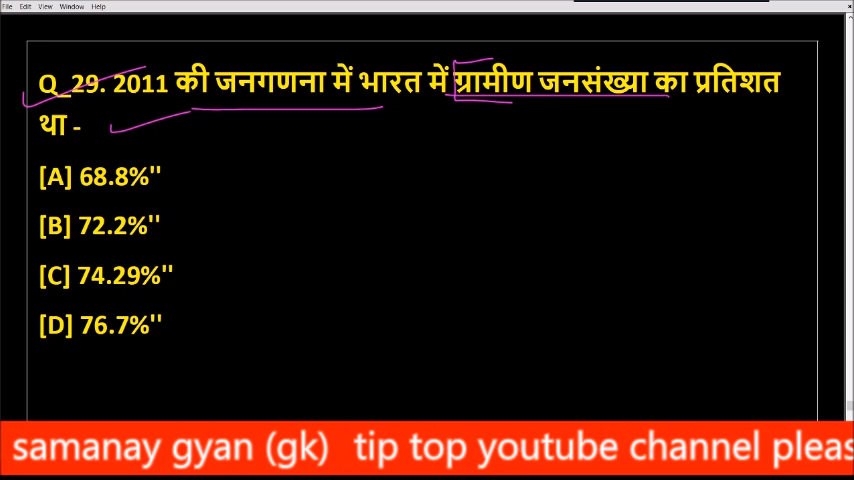 File Edit View Window Help
Q_29. 2011 की जनगणना में भारत में ग्रामीण जनसंख्या का प्रतिशत
था -
[A] 68.8%''
[B] 72.2%''
[C] 74.29%''
[D] 76.7%''
samanay gyan (gk) tip top youtube channel pleas